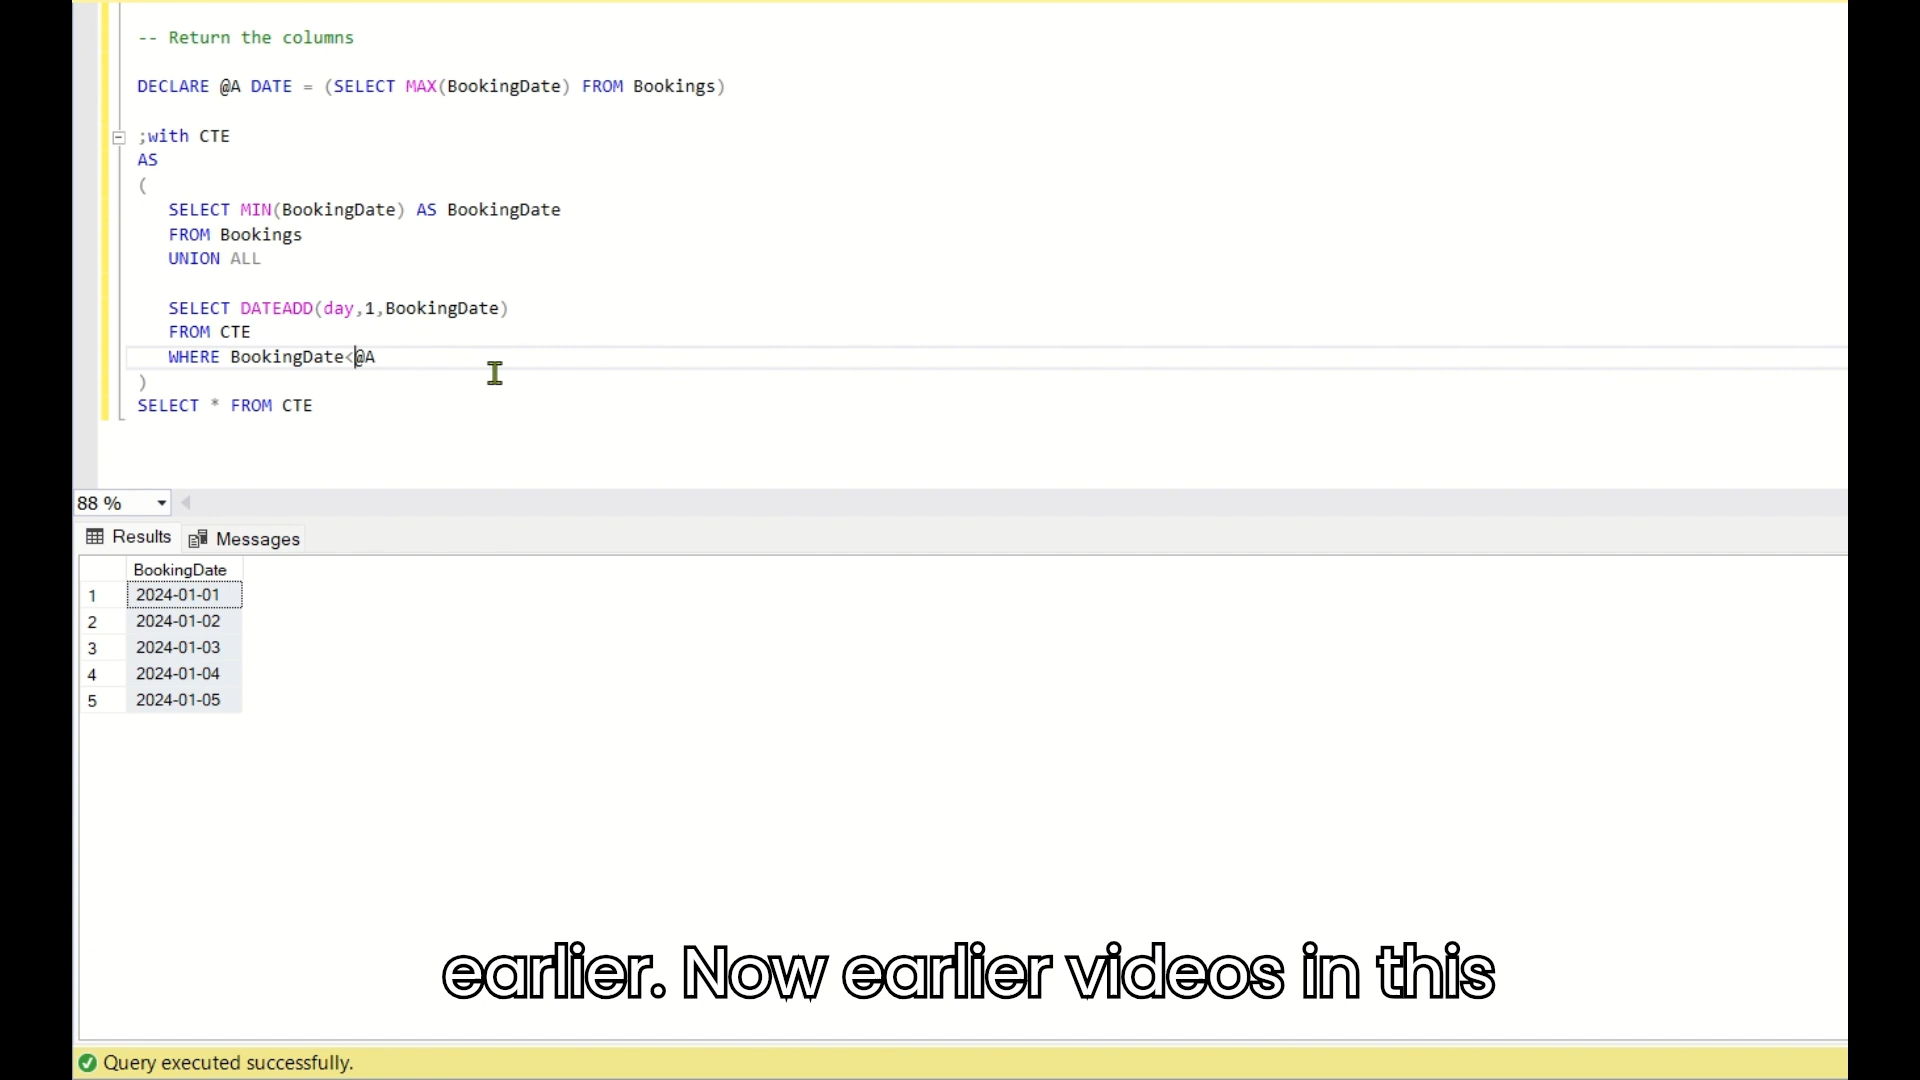 -- Return the columns
DECLARE @A DATE = (SELECT MAX(BookingDate) FROM Bookings)
;with CTE
AS
(
SELECT MIN(BookingDate) AS BookingDate
FROM Bookings
UNION ALL
SELECT DATEADD(day,1,BookingDate)
FROM CTE
WHERE BookingDate<@A
)
SELECT * FROM CTE
88 %
Results Messages
BookingDate
1 2024-01-01
2 2024-01-02
3 2024-01-03
4 2024-01-04
5 2024-01-05
earlier. Now earlier videos in this
Query executed successfully.